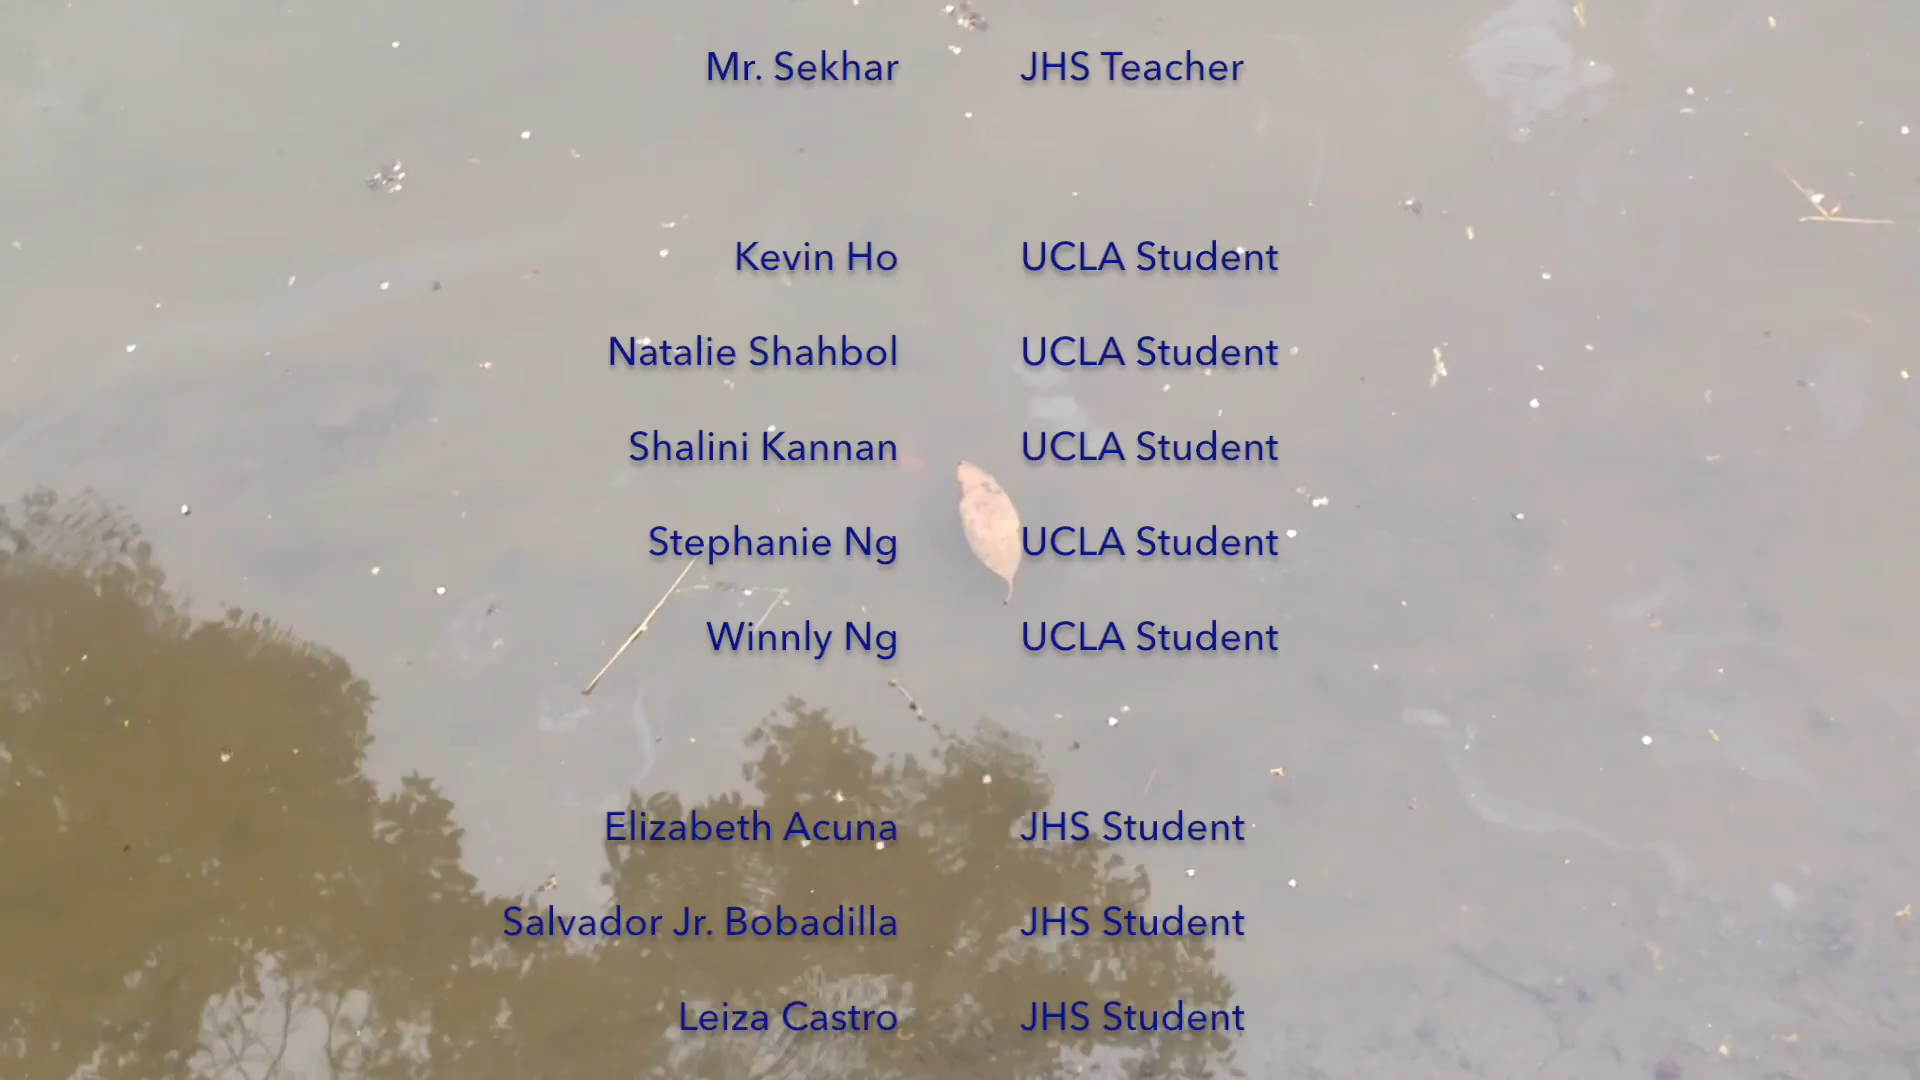 Mr. Sekhar JHS Teacher
Kevin Ho UCLA Student
Natalie Shahbol UCLA Student
Shalini Kannan UCLA Student
Stephanie Ng UCLA Student
Winnly Ng UCLA Student
Elizabeth Acuna JHS Student
Salvador Jr. Bobadilla JHS Student
Leiza Castro JHS Student